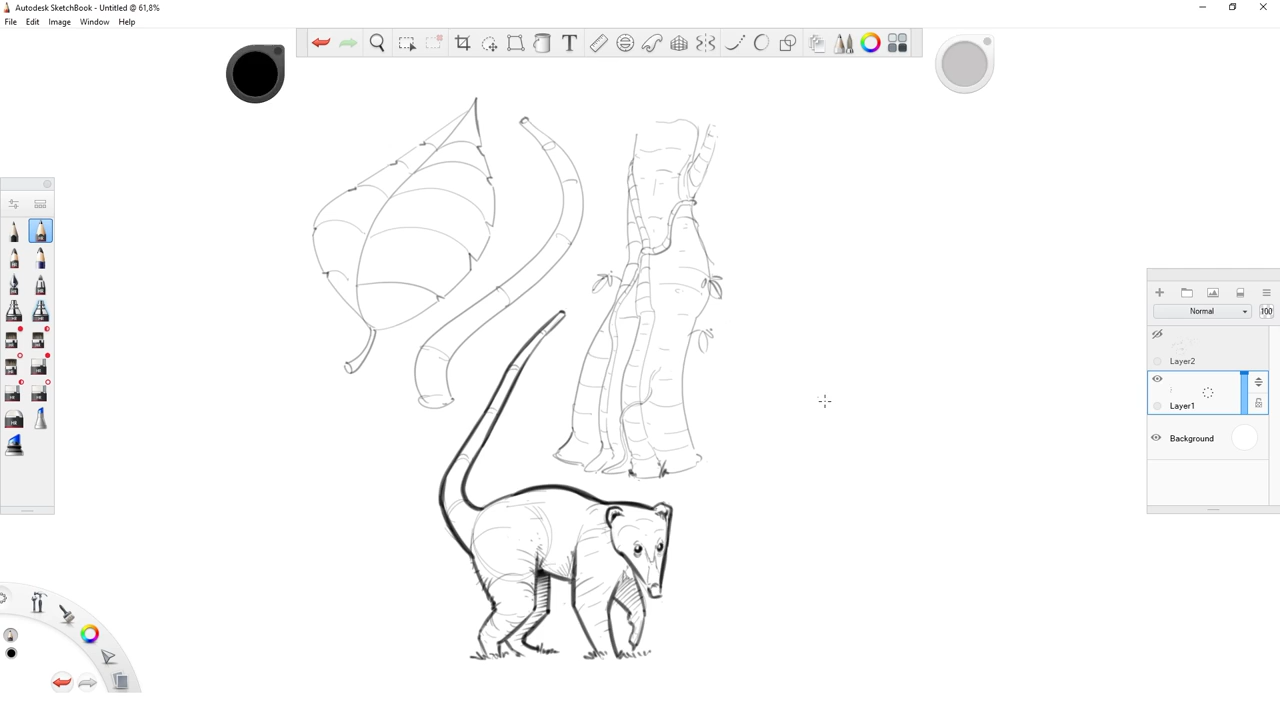 Autodesk SketchBook - Untitled @ 61,8%
File Edit Image Window Help
Normal
100
Layer2
Layer1
Background